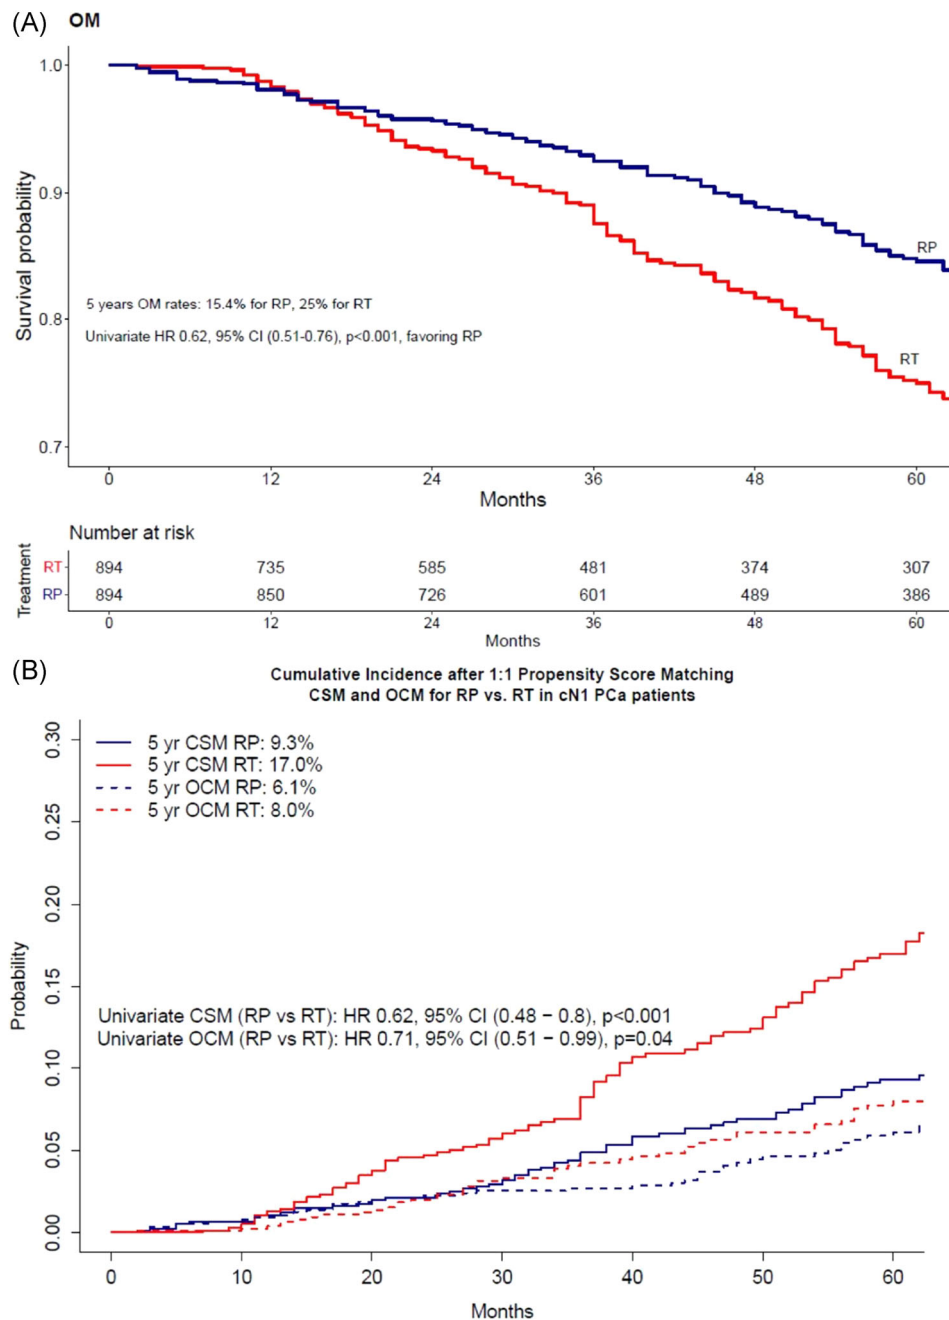 (A) OM
1.0
0.9
0.8
0.7
Survival probability
RP
RT
5 years OM rates: 15.4% for RP, 25% for RT
Univariate HR 0.62, 95% CI (0.51-0.76), p<0.001, favoring RP
0 12 24 36 48 60
Months
Number at risk
Treatment
RT 894 735 585 481 374 307
RP 894 850 726 601 489 386
0 12 24 36 48 60
Months
(B) Cumulative Incidence after 1:1 Propensity Score Matching
CSM and OCM for RP vs. RT in cN1 PCa patients
0.30
0.25
0.20
0.15
0.10
0.05
0.00
Probability
5 yr CSM RP: 9.3%
5 yr CSM RT: 17.0%
5 yr OCM RP: 6.1%
5 yr OCM RT: 8.0%
Univariate CSM (RP vs RT): HR 0.62, 95% CI (0.48 − 0.8), p<0.001
Univariate OCM (RP vs RT): HR 0.71, 95% CI (0.51 − 0.99), p=0.04
0 10 20 30 40 50 60
Months